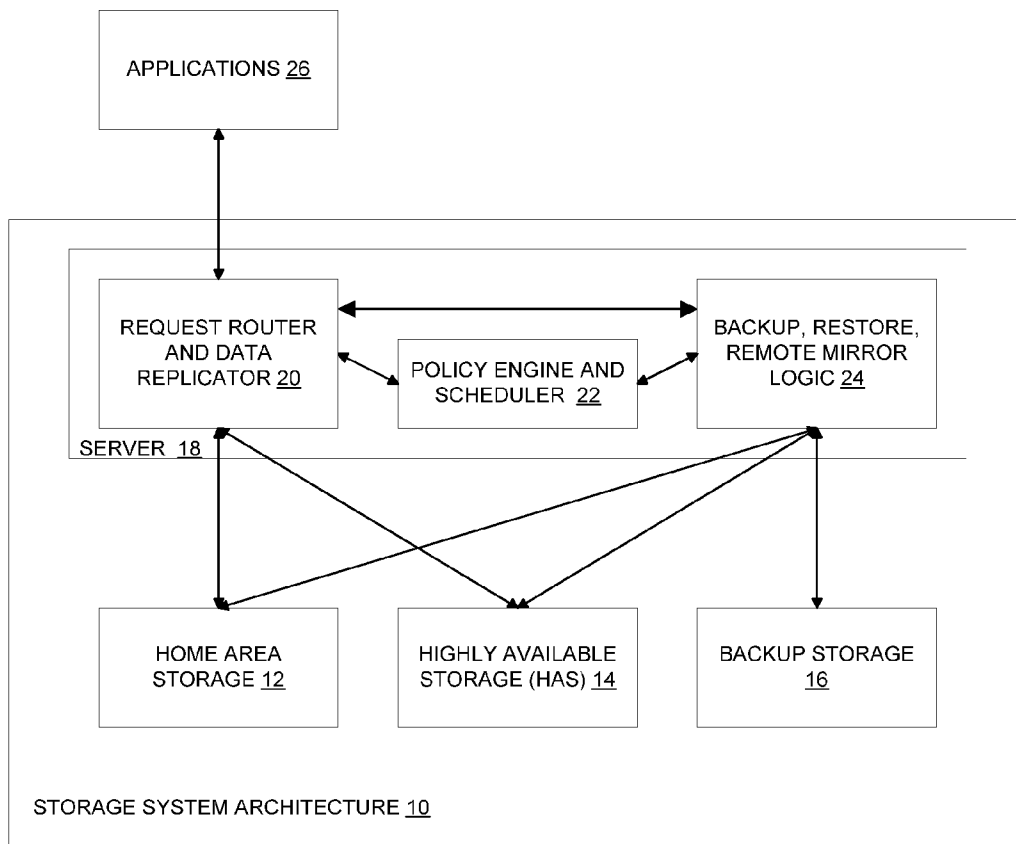 APPLICATIONS 26
REQUEST ROUTER
AND DATA
REPLICATOR 20
BACKUP, RESTORE,
REMOTE MIRROR
LOGIC 24
POLICY ENGINE AND
SCHEDULER 22
SERVER 18
HOME AREA
STORAGE 12
HIGHLY AVAILABLE
STORAGE (HAS) 14
BACKUP STORAGE
16
STORAGE SYSTEM ARCHITECTURE 10